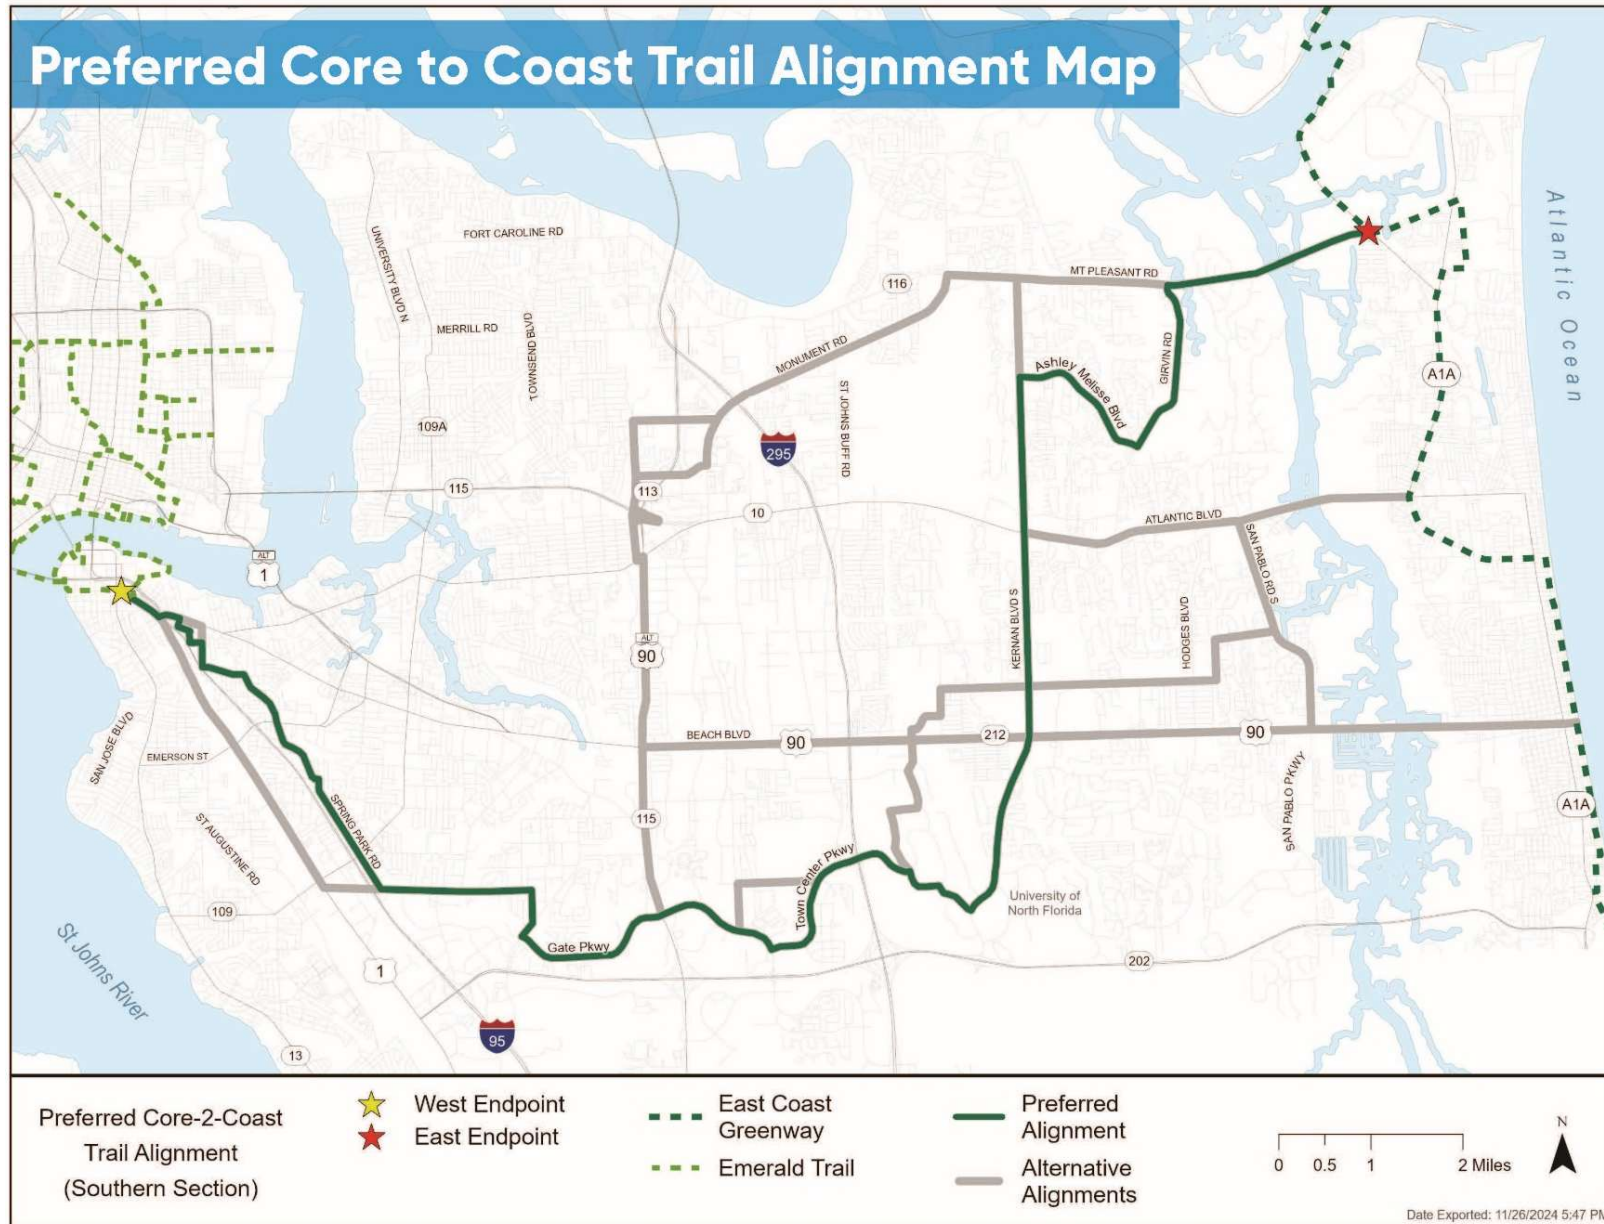 Preferred Core to Coast Trail Alignment Map
Atlantic Ocean
UNIVERSITY BLVD N
FORT CAROLINE RD
MT PLEASANT RD
116
MERRILL RD
TOWNSEND BLVD
MONUMENT RD
GIRVIN RD
Ashley Melisse Blvd
A1A
ST JOHNS BUFF RD
109A
295
115
113
10
ATLANTIC BLVD
SAN PABLO RD S
ALT
1
KERNAN BLVD S
HODGES BLVD
ALT
90
SAN JOSE BLVD
EMERSON ST
BEACH BLVD
90
212
90
SAN PABLO PKWY
A1A
SPRING PARK RD
ST AUGUSTINE RD
115
Town Center Pkwy
University of
North Florida
109
Gate Pkwy
St Johns River
1
202
95
13
Preferred Core-2-Coast
Trail Alignment
(Southern Section)
West Endpoint
East Endpoint
East Coast
Greenway
Emerald Trail
Preferred
Alignment
Alternative
Alignments
N
0 0.5 1 2 Miles
Date Exported: 11/26/2024 5:47 PM